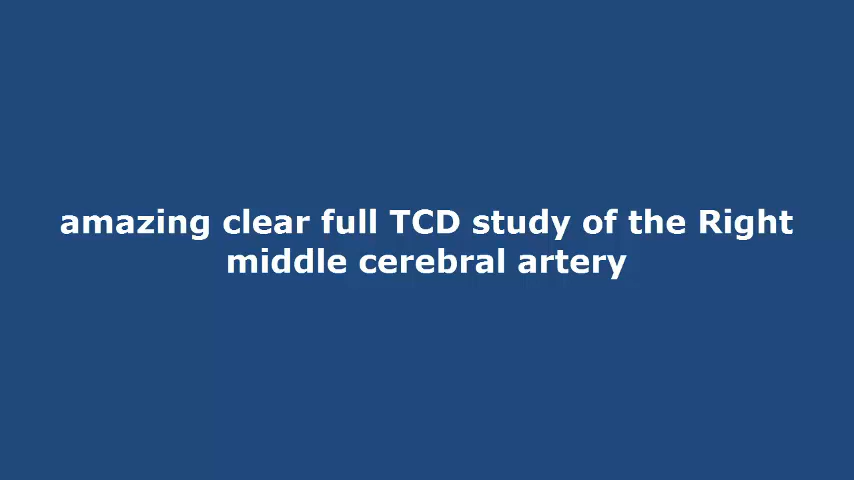 amazing clear full TCD study of the Right
middle cerebral artery